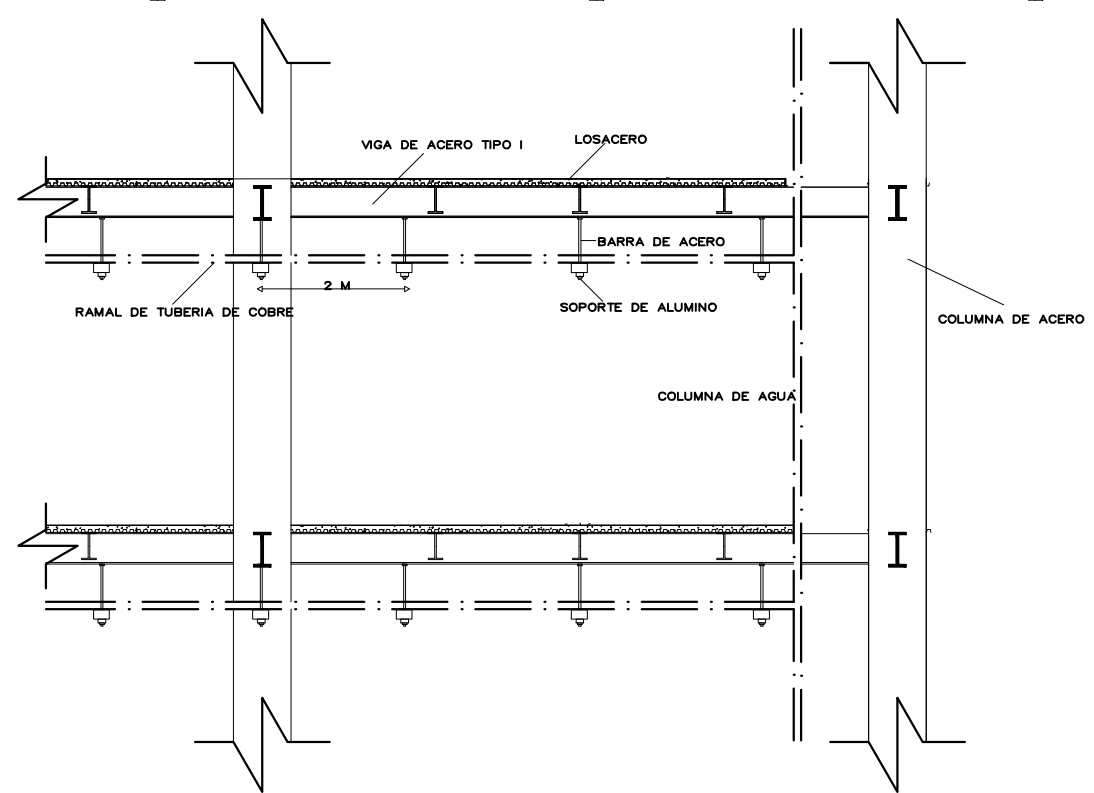 LOSACERO
VIGA DE ACERO TIPO I
BARRA DE ACERO
2 M
SOPORTE DE ALUMINO
RAMAL DE TUBERIA DE COBRE
COLUMNA DE ACERO
COLUMNA DE AGUA